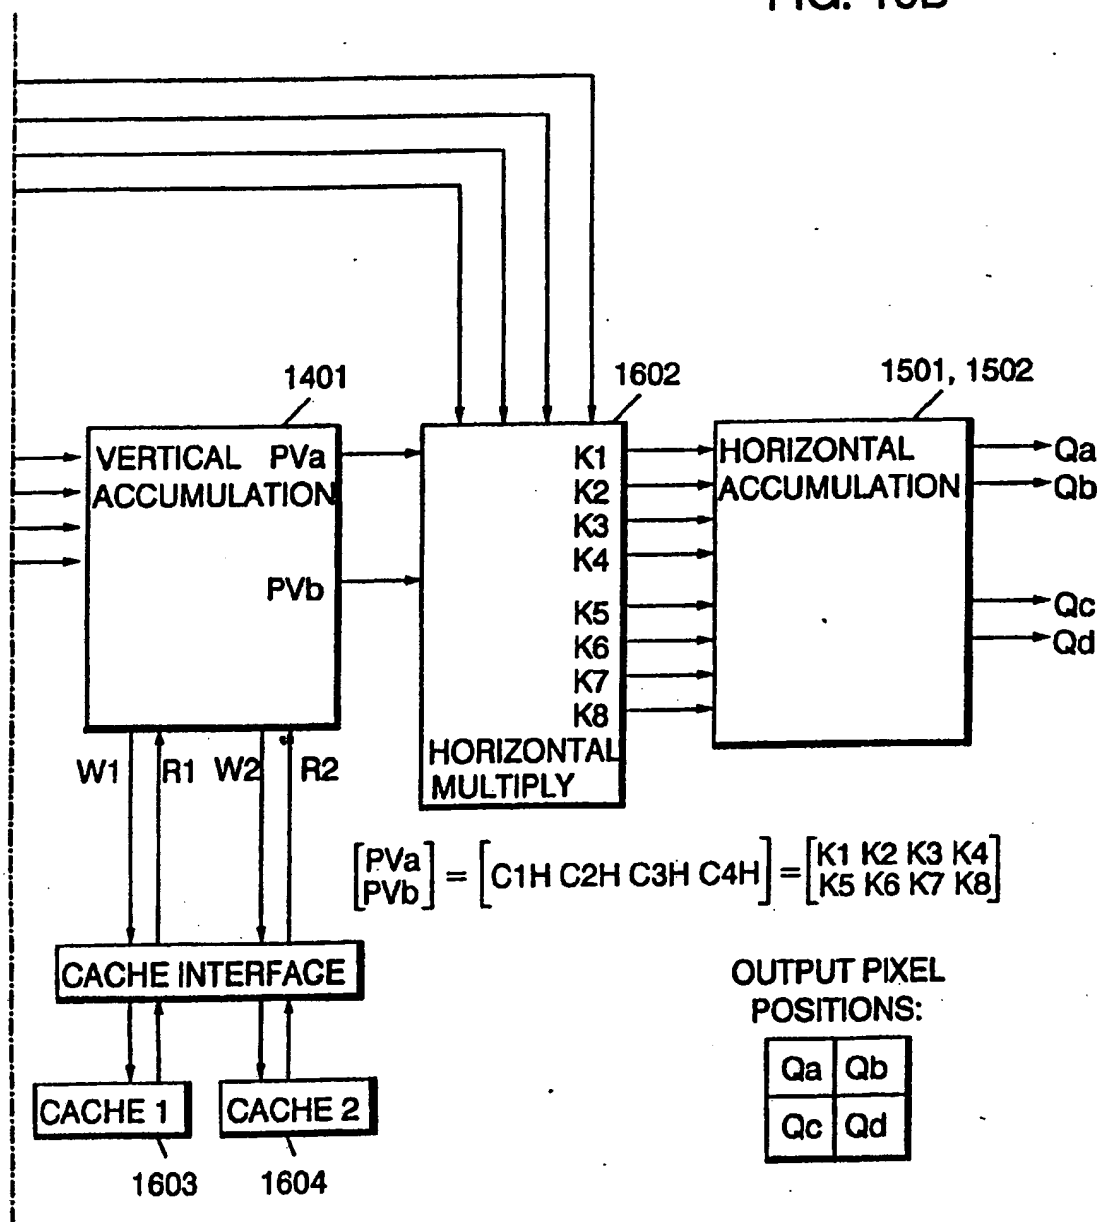 FIG. 16B
1401
1602
1501, 1502
VERTICAL PVa
ACCUMULATION
PVb
K1
K2
K3
K4
K5
K6
K7
K8
HORIZONTAL
MULTIPLY
HORIZONTAL
ACCUMULATION
Qa
Qb
Qc
Qd
W1 R1 W2 R2
[PVa PVb] = [C1H C2H C3H C4H] = [K1 K2 K3 K4
K5 K6 K7 K8]
CACHE INTERFACE
CACHE 1
CACHE 2
1603
1604
OUTPUT PIXEL
POSITIONS:
Qa Qb
Qc Qd